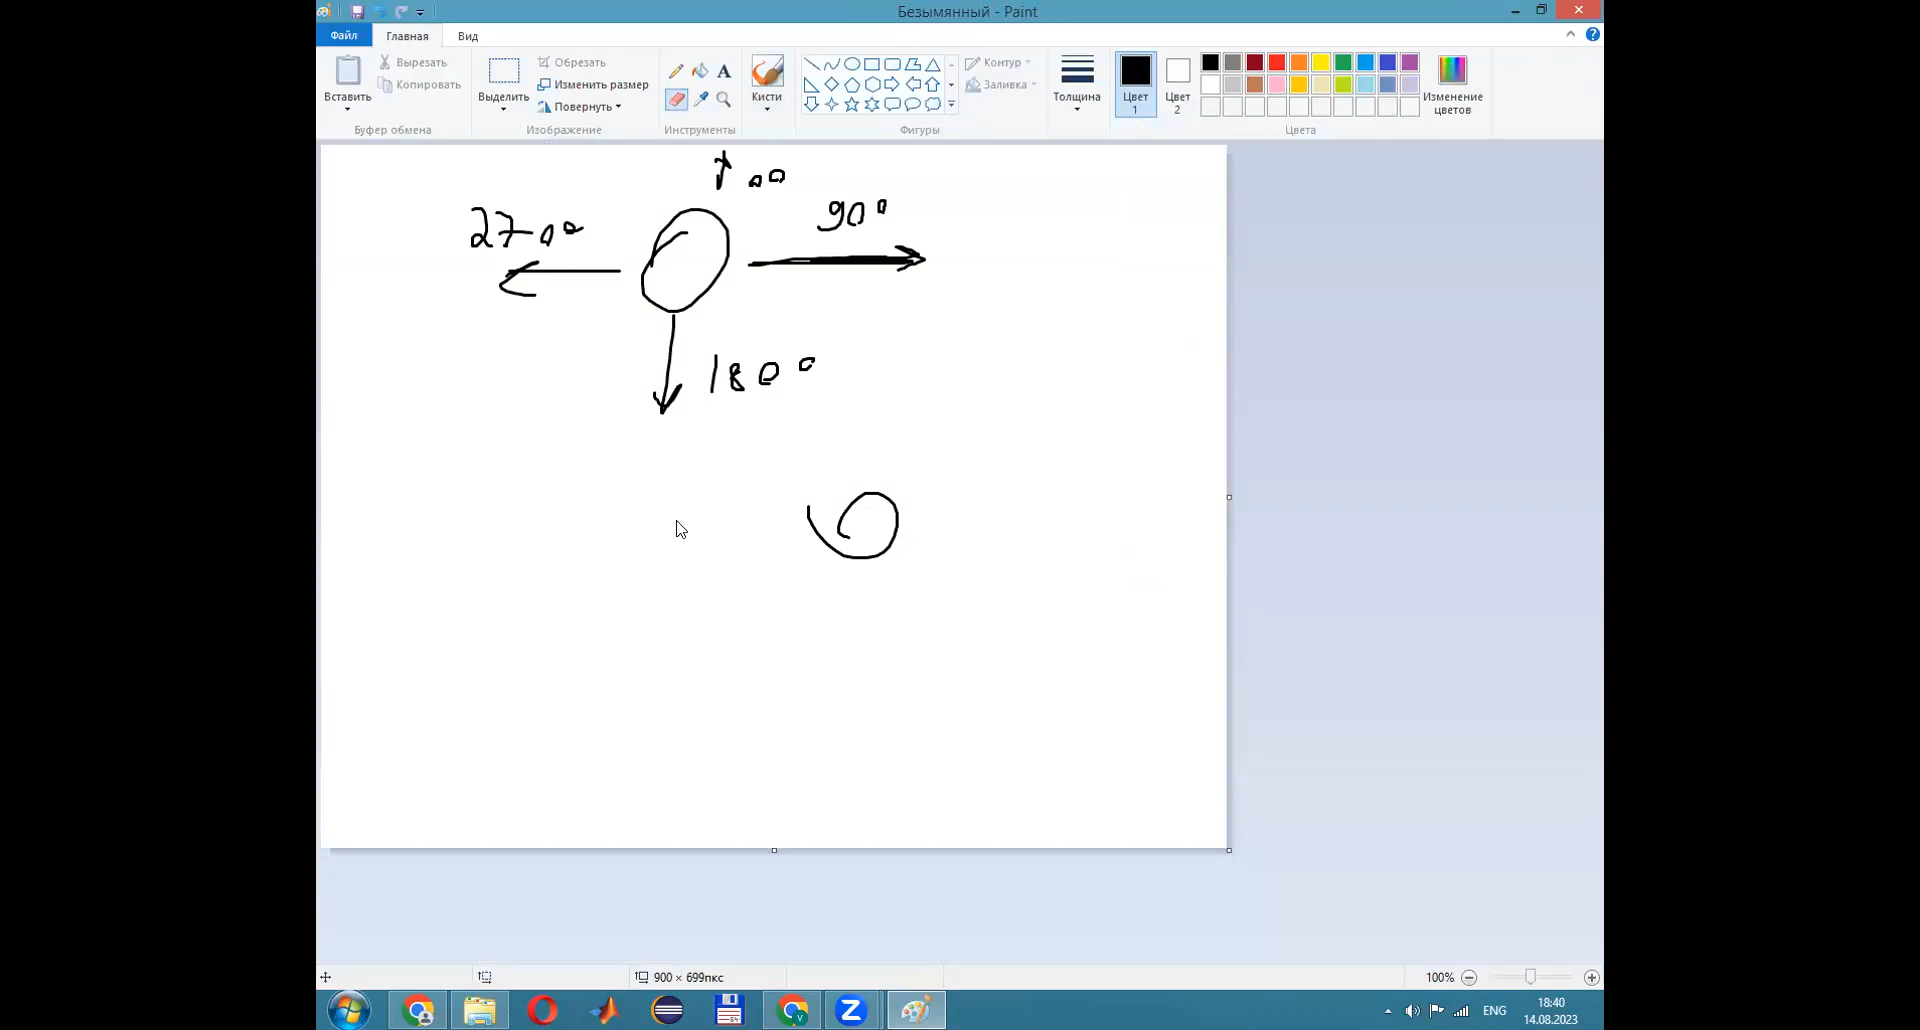 Безымянный - Paint
Файл Главная Вид
Вставить
Вырезать
Копировать
Буфер обмена
Выделить
Обрезать
Изменить размер
Повернуть
Изображение
A
Инструменты
Кисти
Контур
Заливка
Фигуры
Толщина
Цвет 1
Цвет 2
Изменение цветов
Цвета
0°
270°
90°
180°
900 × 699пкс
100%
ENG
18:40
14.08.2023